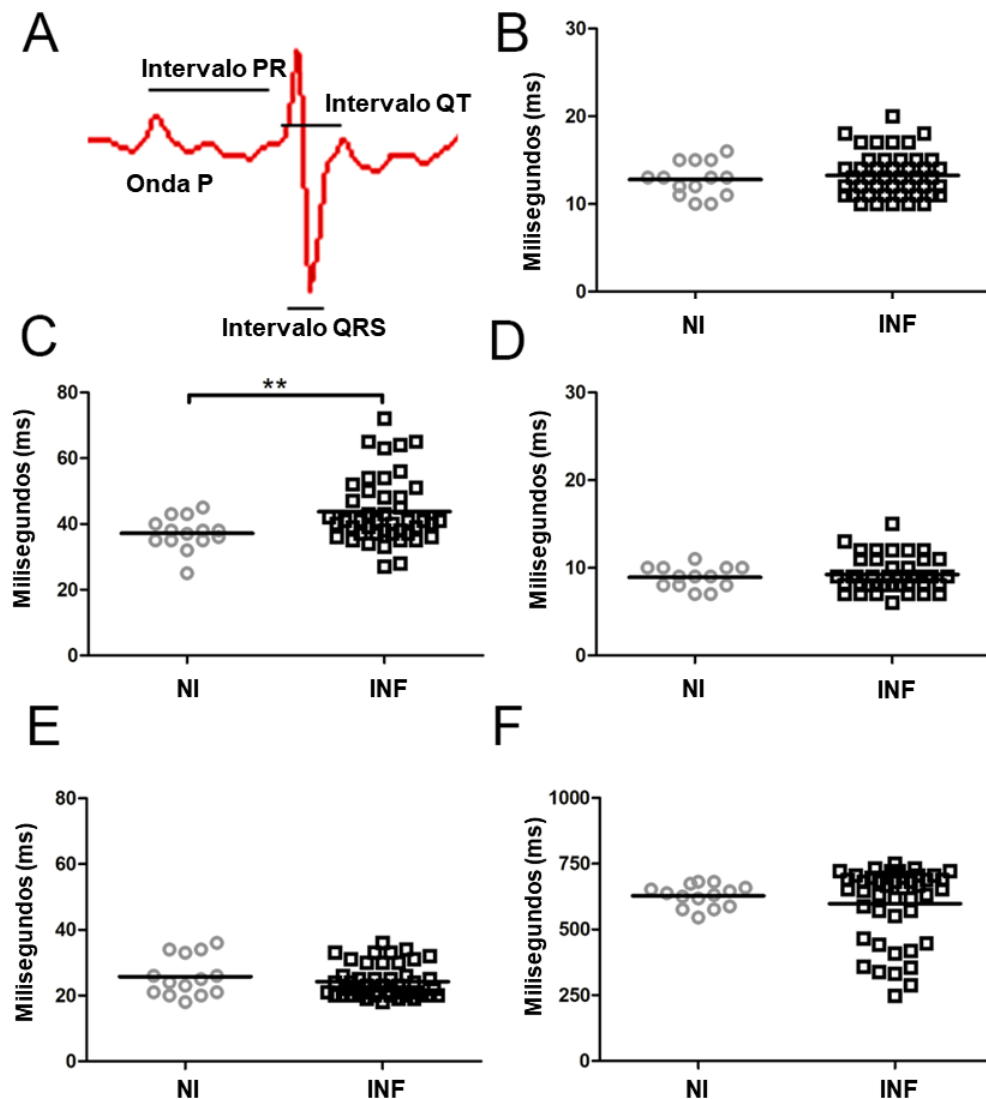 A
Intervalo PR
Intervalo QT
Onda P
Intervalo QRS
B
Milisegundos (ms)
30
20
10
0
NI
INF
C
Milisegundos (ms)
80
60
40
20
0
**
NI
INF
D
Milisegundos (ms)
30
20
10
0
NI
INF
E
Milisegundos (ms)
80
60
40
20
0
NI
INF
F
Milisegundos (ms)
1000
750
500
250
0
NI
INF